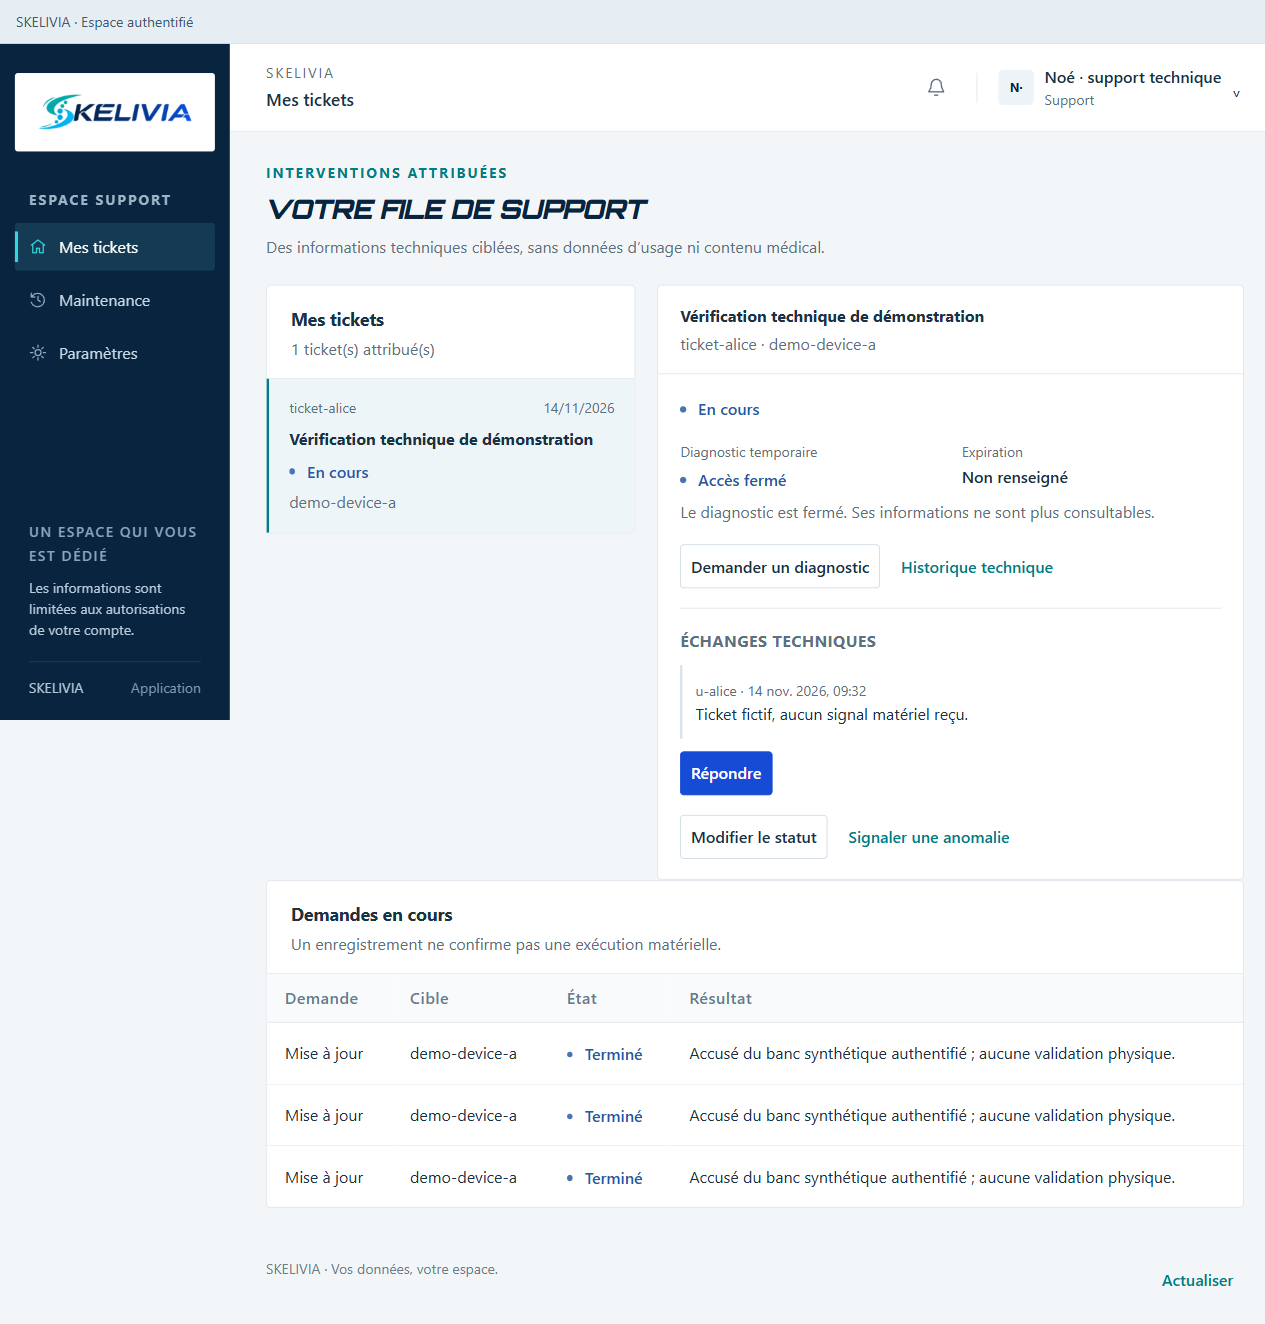 SKELIVIA · Espace authentifié
SKELIVIA
ESPACE SUPPORT
Mes tickets
Maintenance
Paramètres
UN ESPACE QUI VOUS
EST DÉDIÉ
Les informations sont
limitées aux autorisations
de votre compte.
SKELIVIA Application
SKELIVIA
Mes tickets
N·
Noé · support technique
Support
v
INTERVENTIONS ATTRIBUÉES
VOTRE FILE DE SUPPORT
Des informations techniques ciblées, sans données d’usage ni contenu médical.
Mes tickets
1 ticket(s) attribué(s)
ticket-alice 14/11/2026
Vérification technique de démonstration
En cours
demo-device-a
Vérification technique de démonstration
ticket-alice · demo-device-a
En cours
Diagnostic temporaire Expiration
Accès fermé Non renseigné
Le diagnostic est fermé. Ses informations ne sont plus consultables.
Demander un diagnostic Historique technique
ÉCHANGES TECHNIQUES
u-alice · 14 nov. 2026, 09:32
Ticket fictif, aucun signal matériel reçu.
Répondre
Modifier le statut Signaler une anomalie
Demandes en cours
Un enregistrement ne confirme pas une exécution matérielle.
Demande Cible État Résultat
Mise à jour demo-device-a Terminé Accusé du banc synthétique authentifié ; aucune validation physique.
Mise à jour demo-device-a Terminé Accusé du banc synthétique authentifié ; aucune validation physique.
Mise à jour demo-device-a Terminé Accusé du banc synthétique authentifié ; aucune validation physique.
SKELIVIA · Vos données, votre espace.
Actualiser